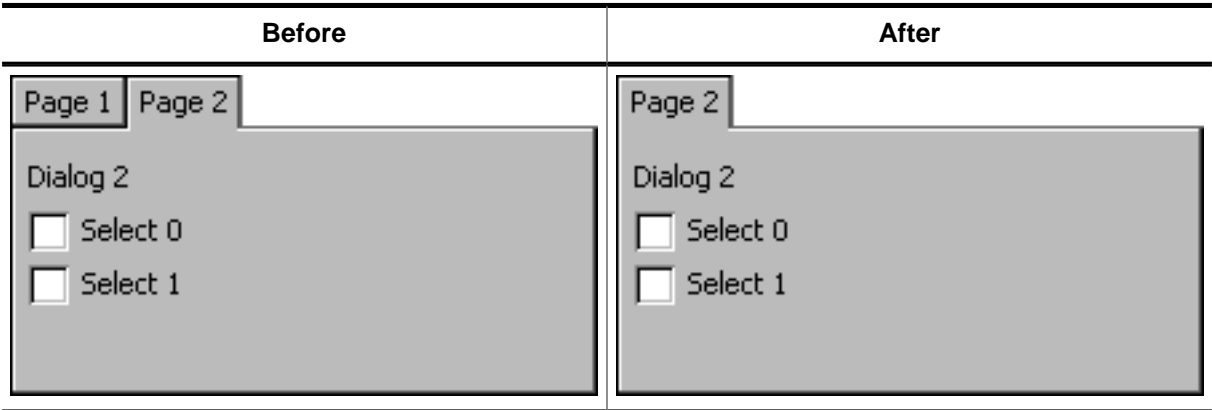 Before After
Page 1 Page 2 Page 2
Dialog 2 Dialog 2
Select 0 Select 0
Select 1 Select 1